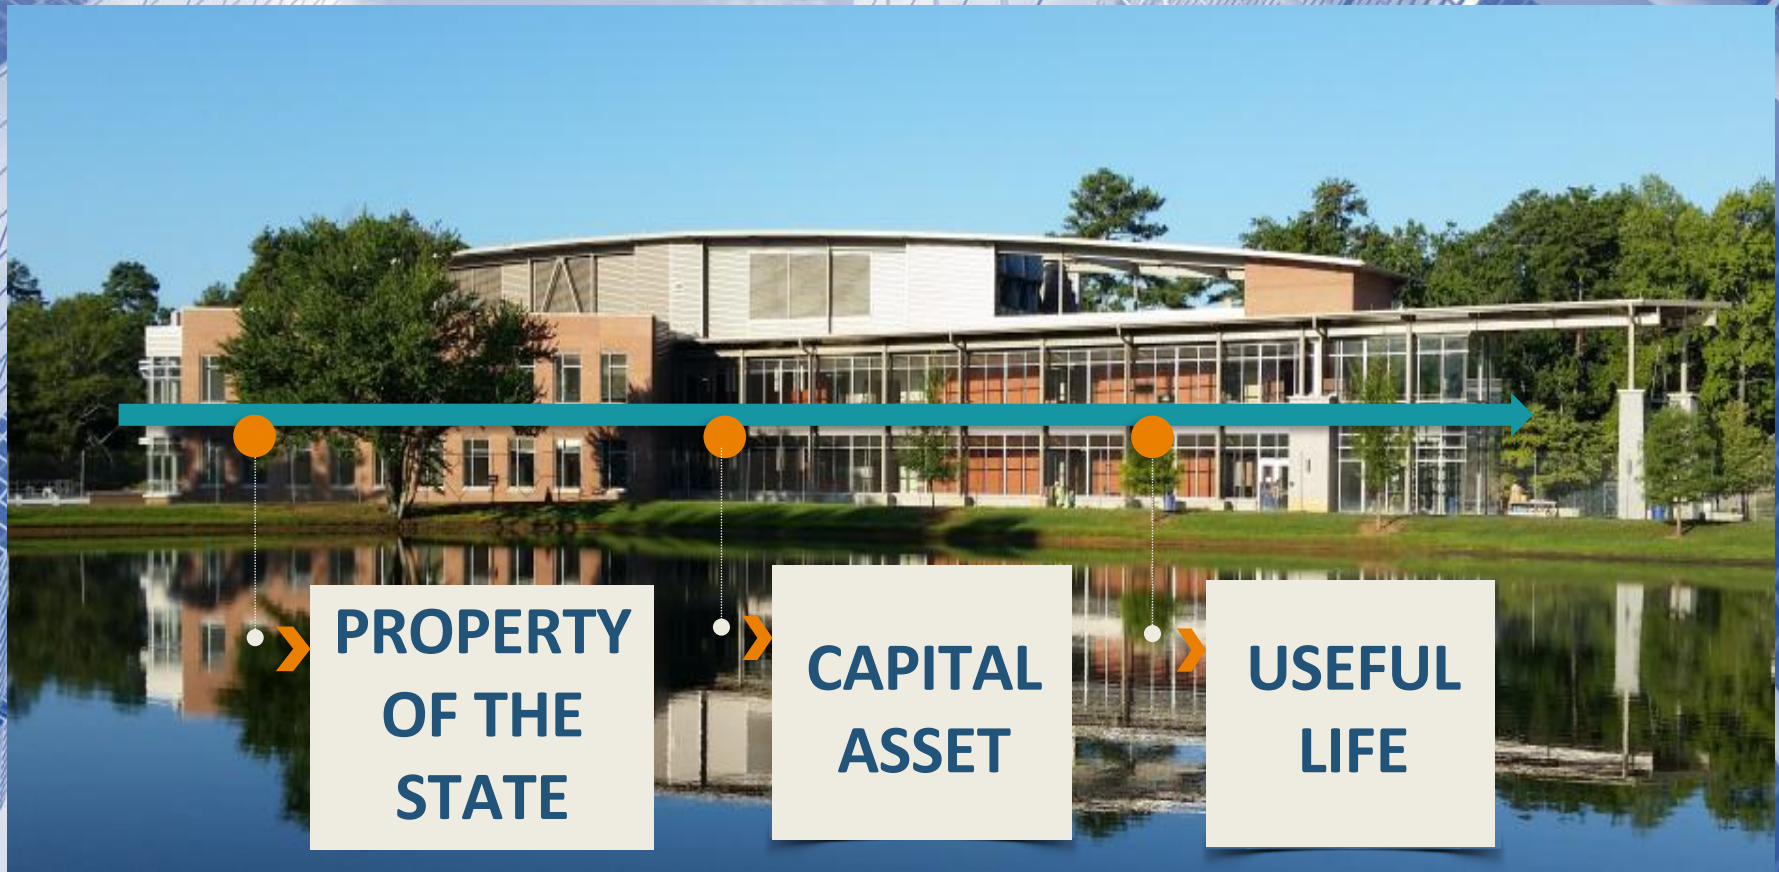 PROPERTY
OF THE
STATE
CAPITAL
ASSET
USEFUL
LIFE